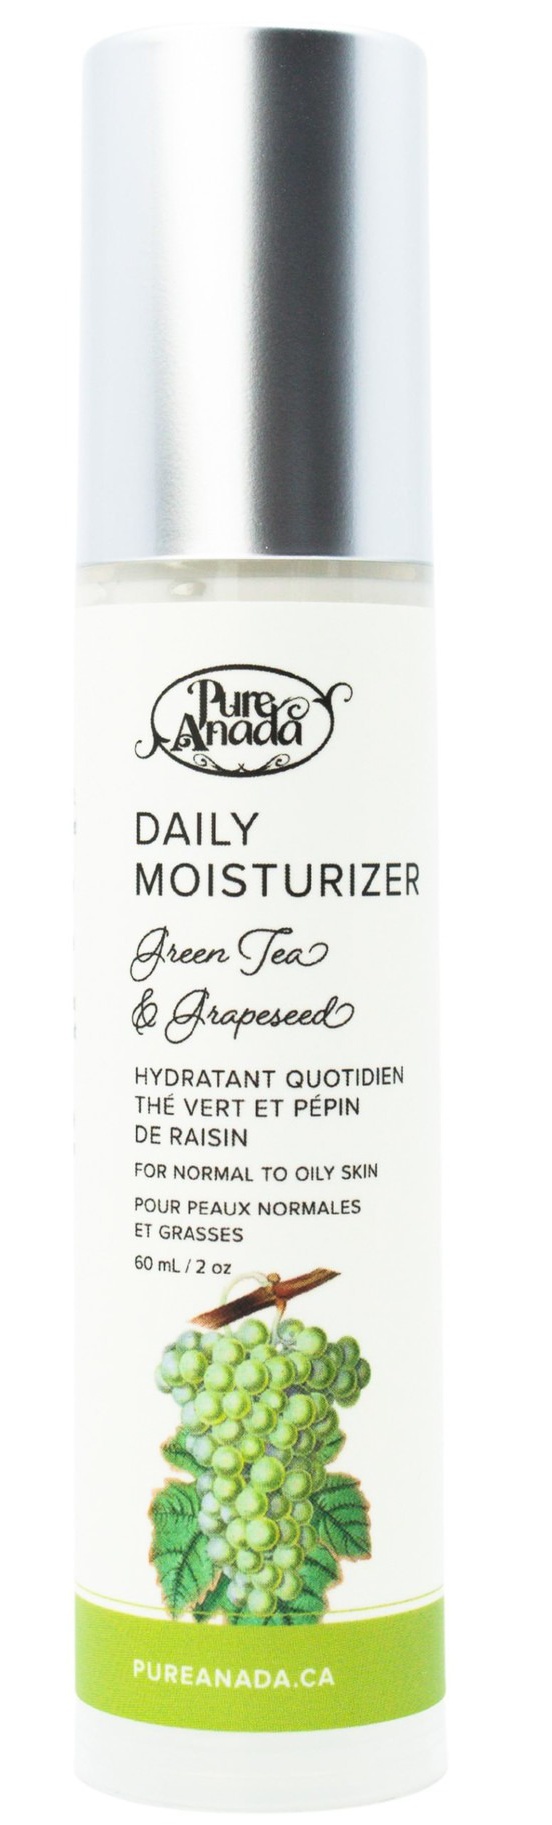 Pure
Anada
DAILY
MOISTURIZER
Green Tea
& Grapeseed
HYDRATANT QUOTIDIEN
THÉ VERT ET PÉPIN
DE RAISIN
FOR NORMAL TO OILY SKIN
POUR PEAUX NORMALES
ET GRASSES
60 mL / 2 oz
PUREANADA.CA